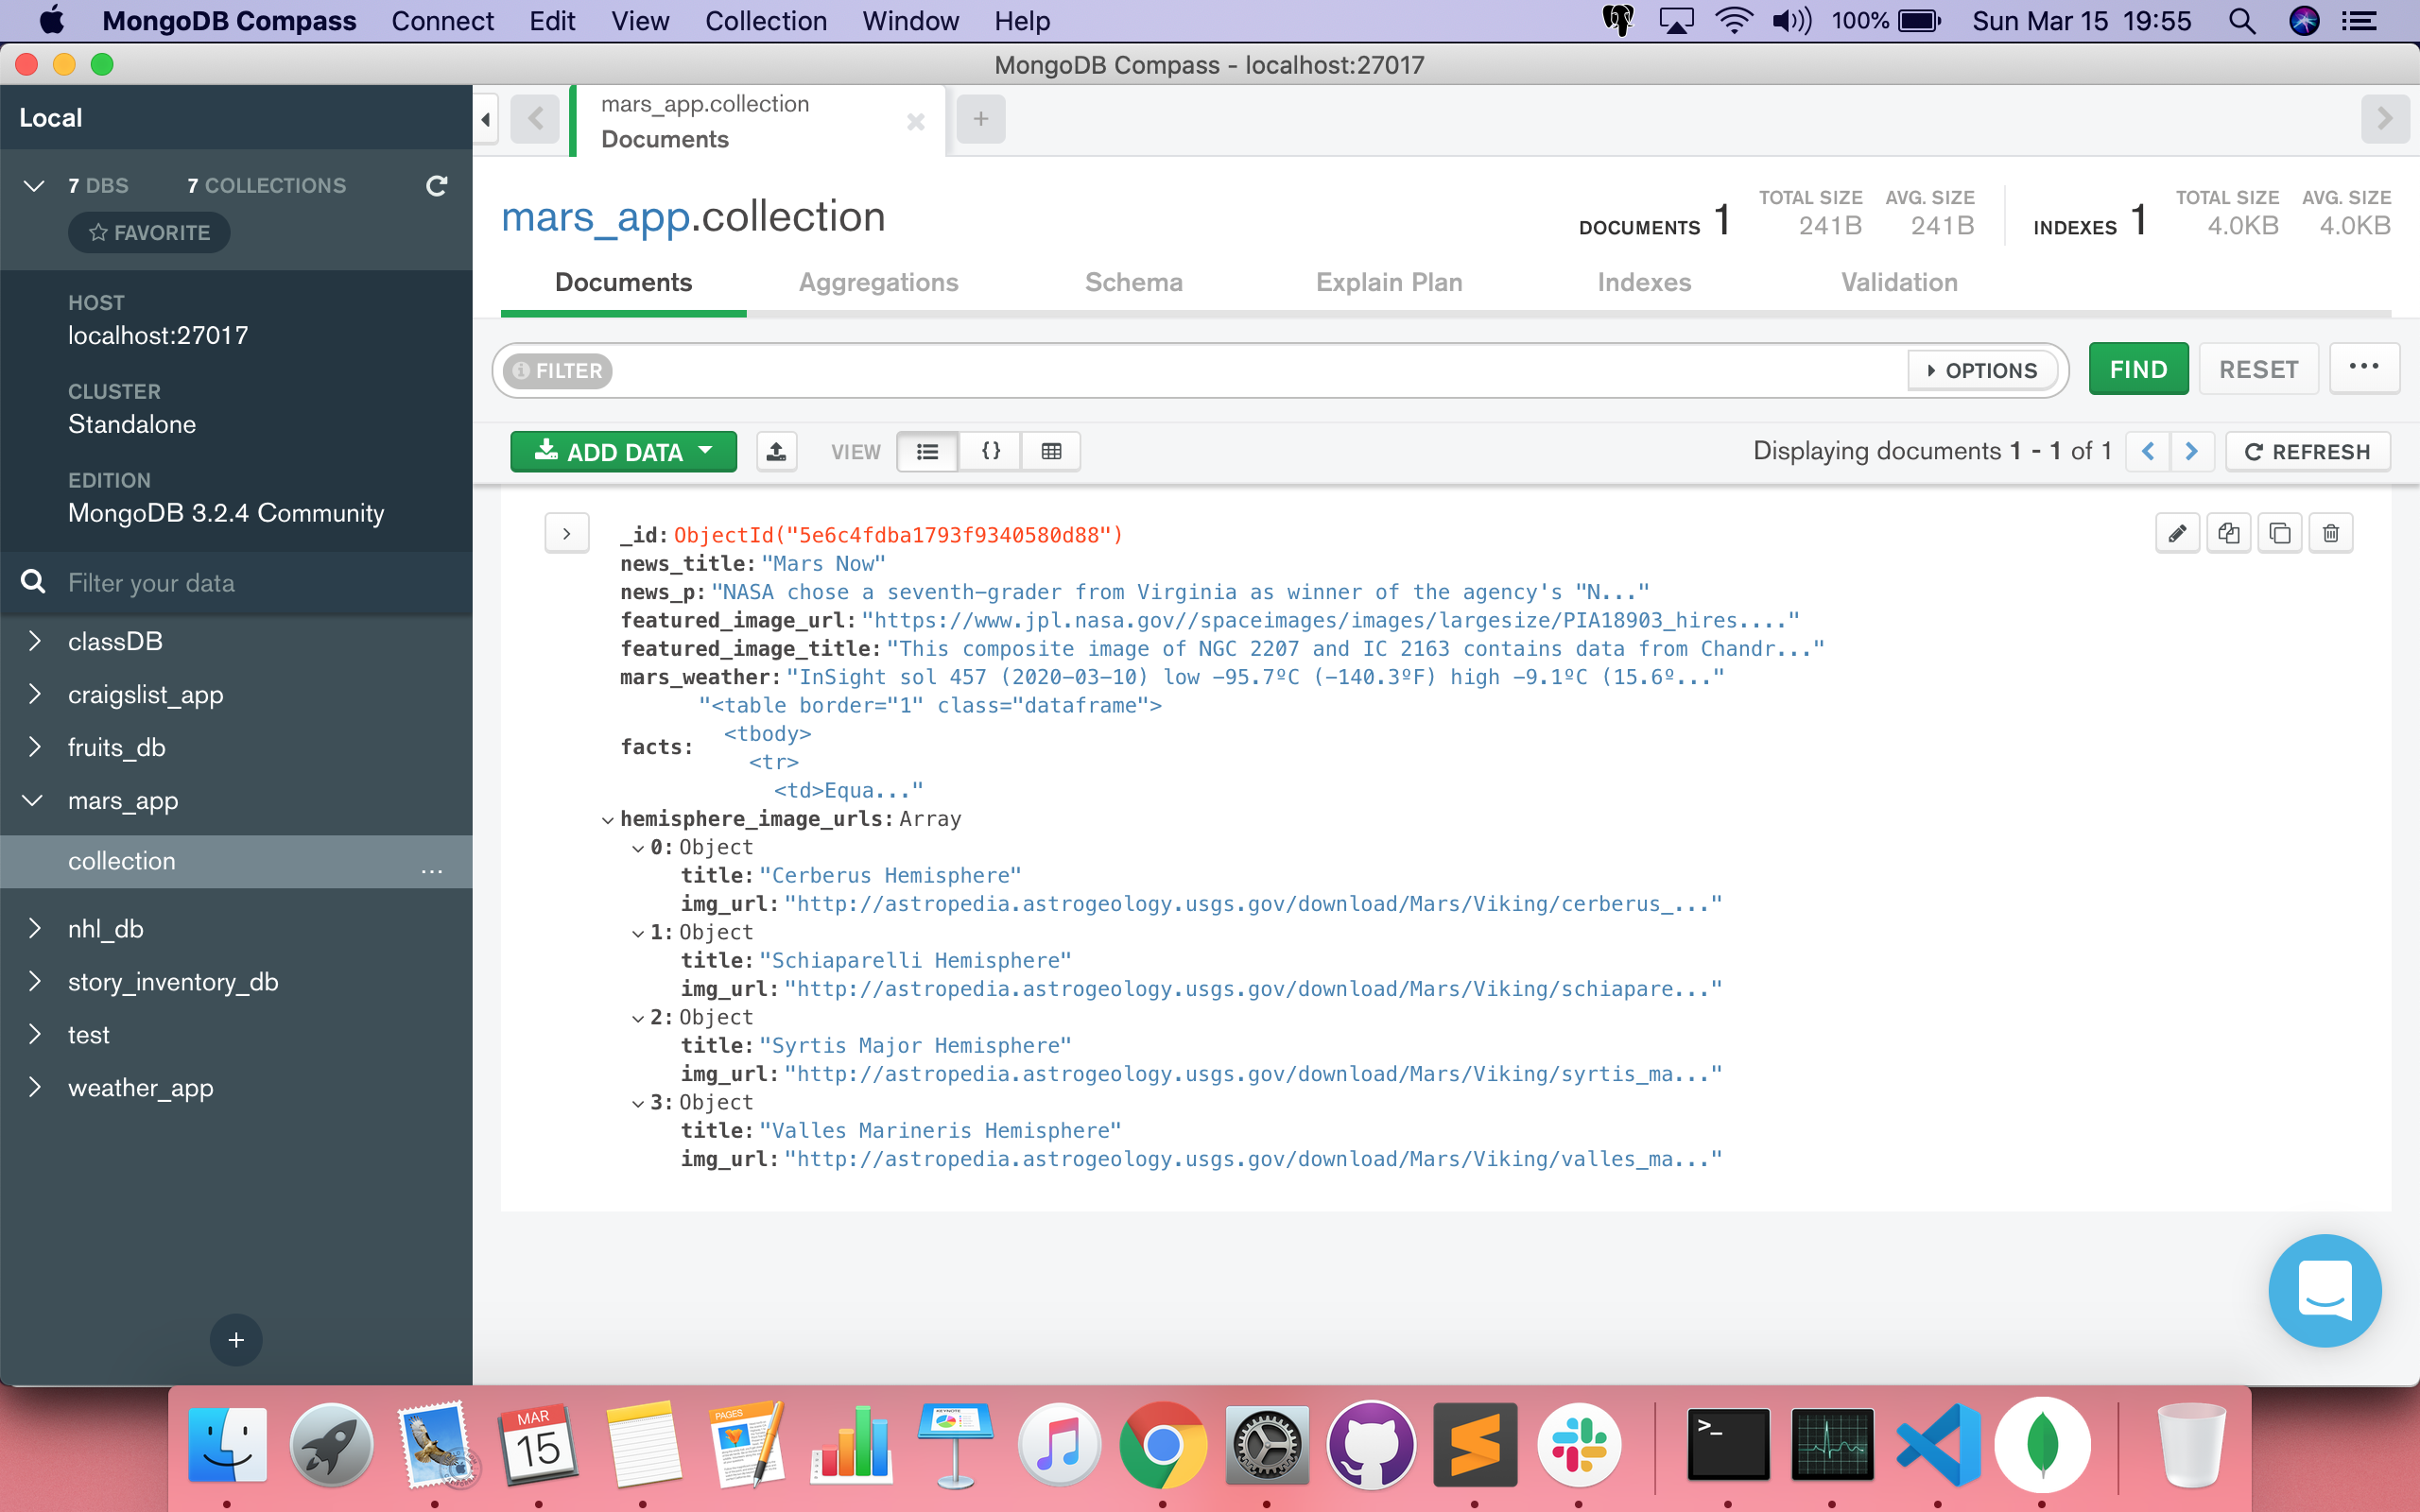 MongoDB Compass Connect Edit View Collection Window Help 100% Sun Mar 15 19:55
MongoDB Compass - localhost:27017
Local
7 DBS 7 COLLECTIONS
FAVORITE
HOST
localhost:27017
CLUSTER
Standalone
EDITION
MongoDB 3.2.4 Community
Filter your data
classDB
craigslist_app
fruits_db
mars_app
collection ...
nhl_db
story_inventory_db
test
weather_app
+
mars_app.collection
Documents
+
mars_app.collection
DOCUMENTS 1 TOTAL SIZE 241B AVG. SIZE 241B INDEXES 1 TOTAL SIZE 4.0KB AVG. SIZE 4.0KB
Documents Aggregations Schema Explain Plan Indexes Validation
FILTER OPTIONS FIND RESET ...
ADD DATA VIEW {} Displaying documents 1 - 1 of 1 REFRESH
_id: ObjectId("5e6c4fdba1793f9340580d88")
news_title: "Mars Now"
news_p: "NASA chose a seventh-grader from Virginia as winner of the agency's "N..."
featured_image_url: "https://www.jpl.nasa.gov//spaceimages/images/largesize/PIA18903_hires...."
featured_image_title: "This composite image of NGC 2207 and IC 2163 contains data from Chandr..."
mars_weather: "InSight sol 457 (2020-03-10) low -95.7ºC (-140.3ºF) high -9.1ºC (15.6º..."
"<table border="1" class="dataframe">
<tbody>
facts:
<tr>
<td>Equa..."
hemisphere_image_urls: Array
0: Object
title: "Cerberus Hemisphere"
img_url: "http://astropedia.astrogeology.usgs.gov/download/Mars/Viking/cerberus_..."
1: Object
title: "Schiaparelli Hemisphere"
img_url: "http://astropedia.astrogeology.usgs.gov/download/Mars/Viking/schiapare..."
2: Object
title: "Syrtis Major Hemisphere"
img_url: "http://astropedia.astrogeology.usgs.gov/download/Mars/Viking/syrtis_ma..."
3: Object
title: "Valles Marineris Hemisphere"
img_url: "http://astropedia.astrogeology.usgs.gov/download/Mars/Viking/valles_ma..."
MAR
15
PAGES
>_